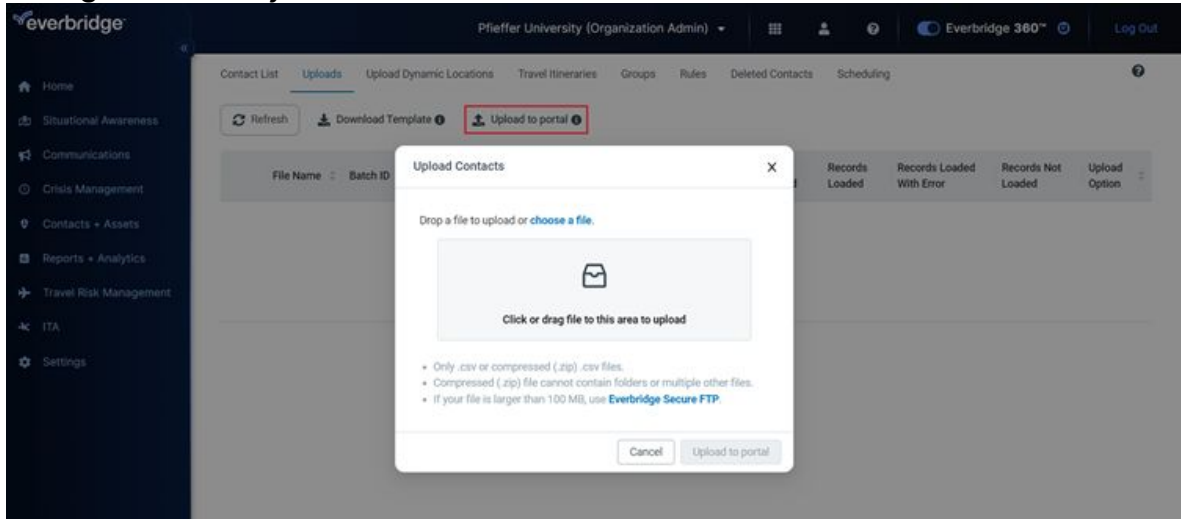 everbridge
Pfieffer University (Organization Admin)
Everbridge 360™
Log Out
Home
Situational Awareness
Communications
Crisis Management
Contacts + Assets
Reports + Analytics
Travel Risk Management
ITA
Settings
Contact List Uploads Upload Dynamic Locations Travel Itineraries Groups Rules Deleted Contacts Scheduling
Refresh Download Template Upload to portal
File Name Batch ID Records Loaded Records Loaded With Error Records Not Loaded Upload Option
Upload Contacts X
Drop a file to upload or choose a file.
Click or drag file to this area to upload
• Only .csv or compressed (.zip) .csv files.
• Compressed (.zip) file cannot contain folders or multiple other files.
• If your file is larger than 100 MB, use Everbridge Secure FTP.
Cancel Upload to portal